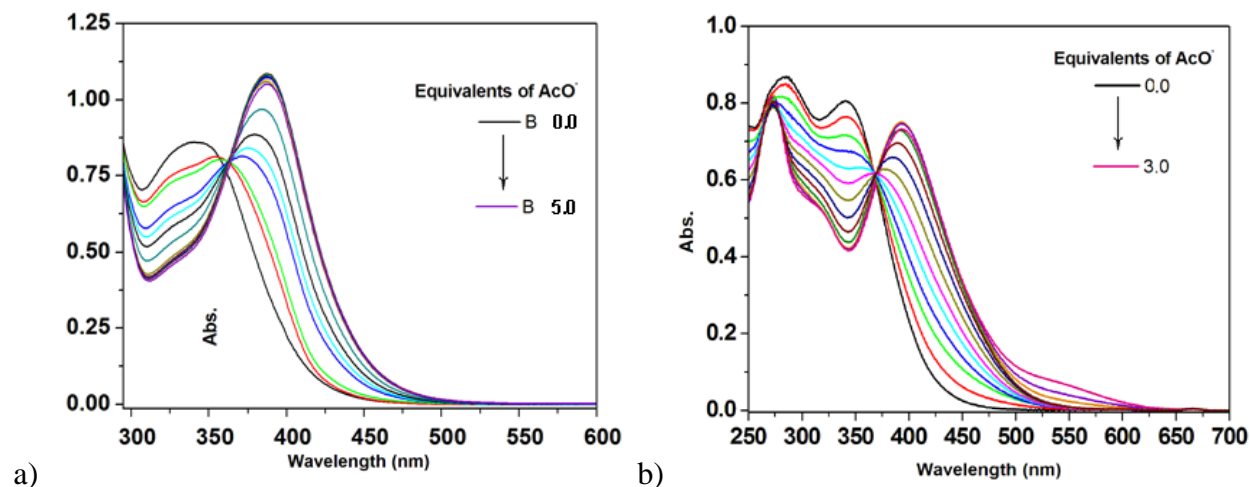 1.25
1.00
0.75
0.50
0.25
0.00
Abs.
Equivalents of AcO-
B 0.0
B 5.0
300 350 400 450 500 550 600
Wavelength (nm)
a)
1.0
0.8
0.6
0.4
0.2
0.0
Abs.
Equivalents of AcO-
0.0
3.0
250 300 350 400 450 500 550 600 650 700
Wavelength (nm)
b)